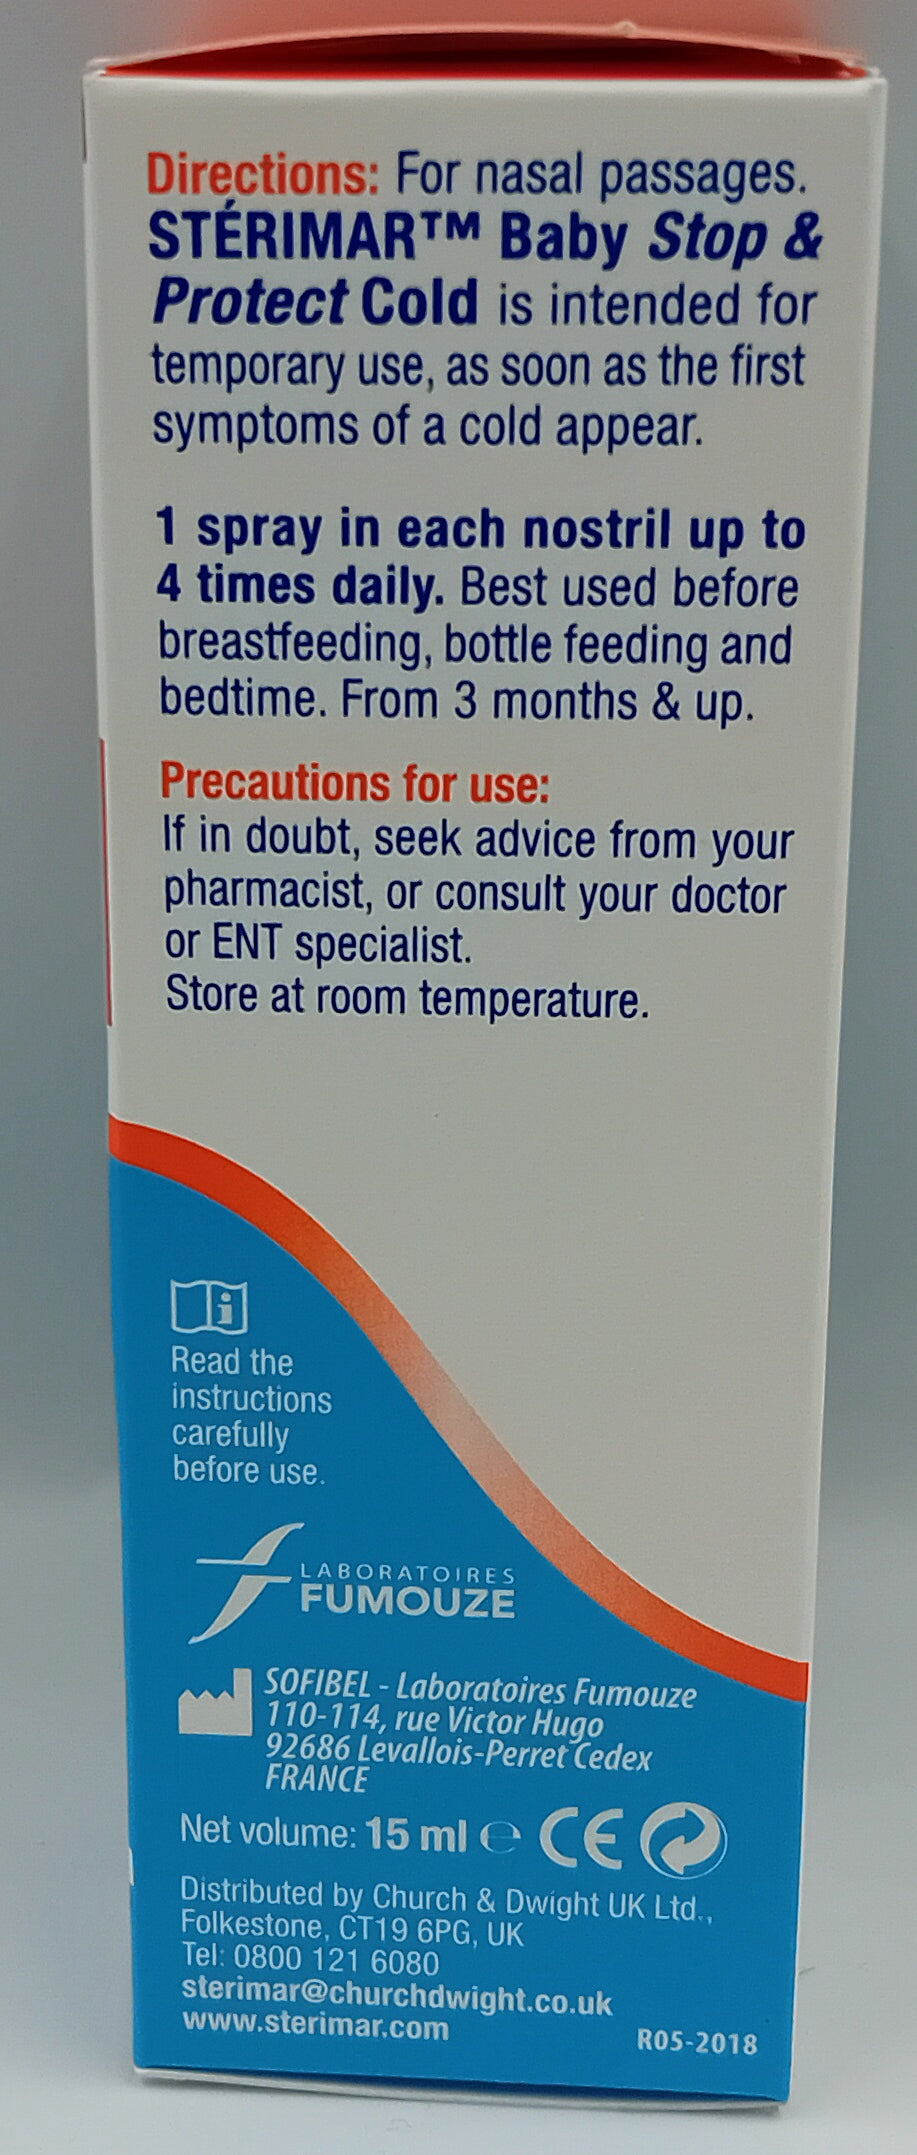 Directions: For nasal passages.
STÉRIMAR™ Baby Stop &
Protect Cold is intended for
temporary use, as soon as the first
symptoms of a cold appear.
1 spray in each nostril up to
4 times daily. Best used before
breastfeeding, bottle feeding and
bedtime. From 3 months & up.
Precautions for use:
If in doubt, seek advice from your
pharmacist, or consult your doctor
or ENT specialist.
Store at room temperature.
i
Read the
instructions
carefully
before use.
LABORATOIRES
FUMOUZE
SOFIBEL - Laboratoires Fumouze
110-114, rue Victor Hugo
92686 Levallois-Perret Cedex
FRANCE
Net volume: 15 ml ℮ CE
Distributed by Church & Dwight UK Ltd.,
Folkestone, CT19 6PG, UK
Tel: 0800 121 6080
sterimar@churchdwight.co.uk
www.sterimar.com
R05-2018